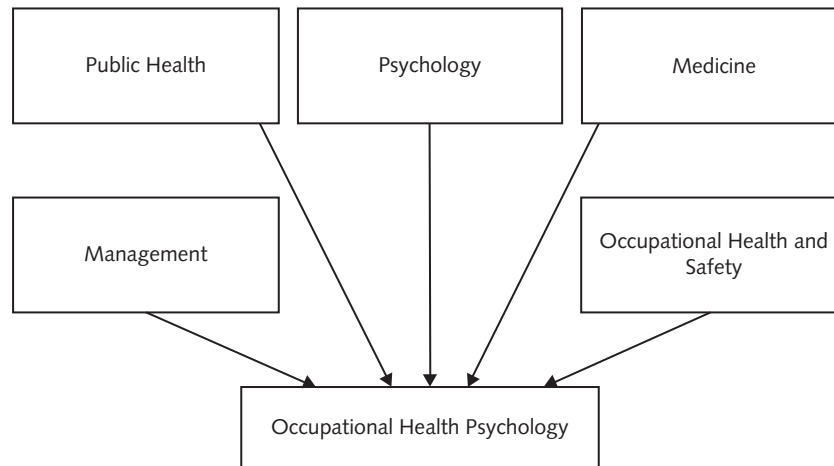 Public Health
Psychology
Medicine
Management
Occupational Health and
Safety
Occupational Health Psychology